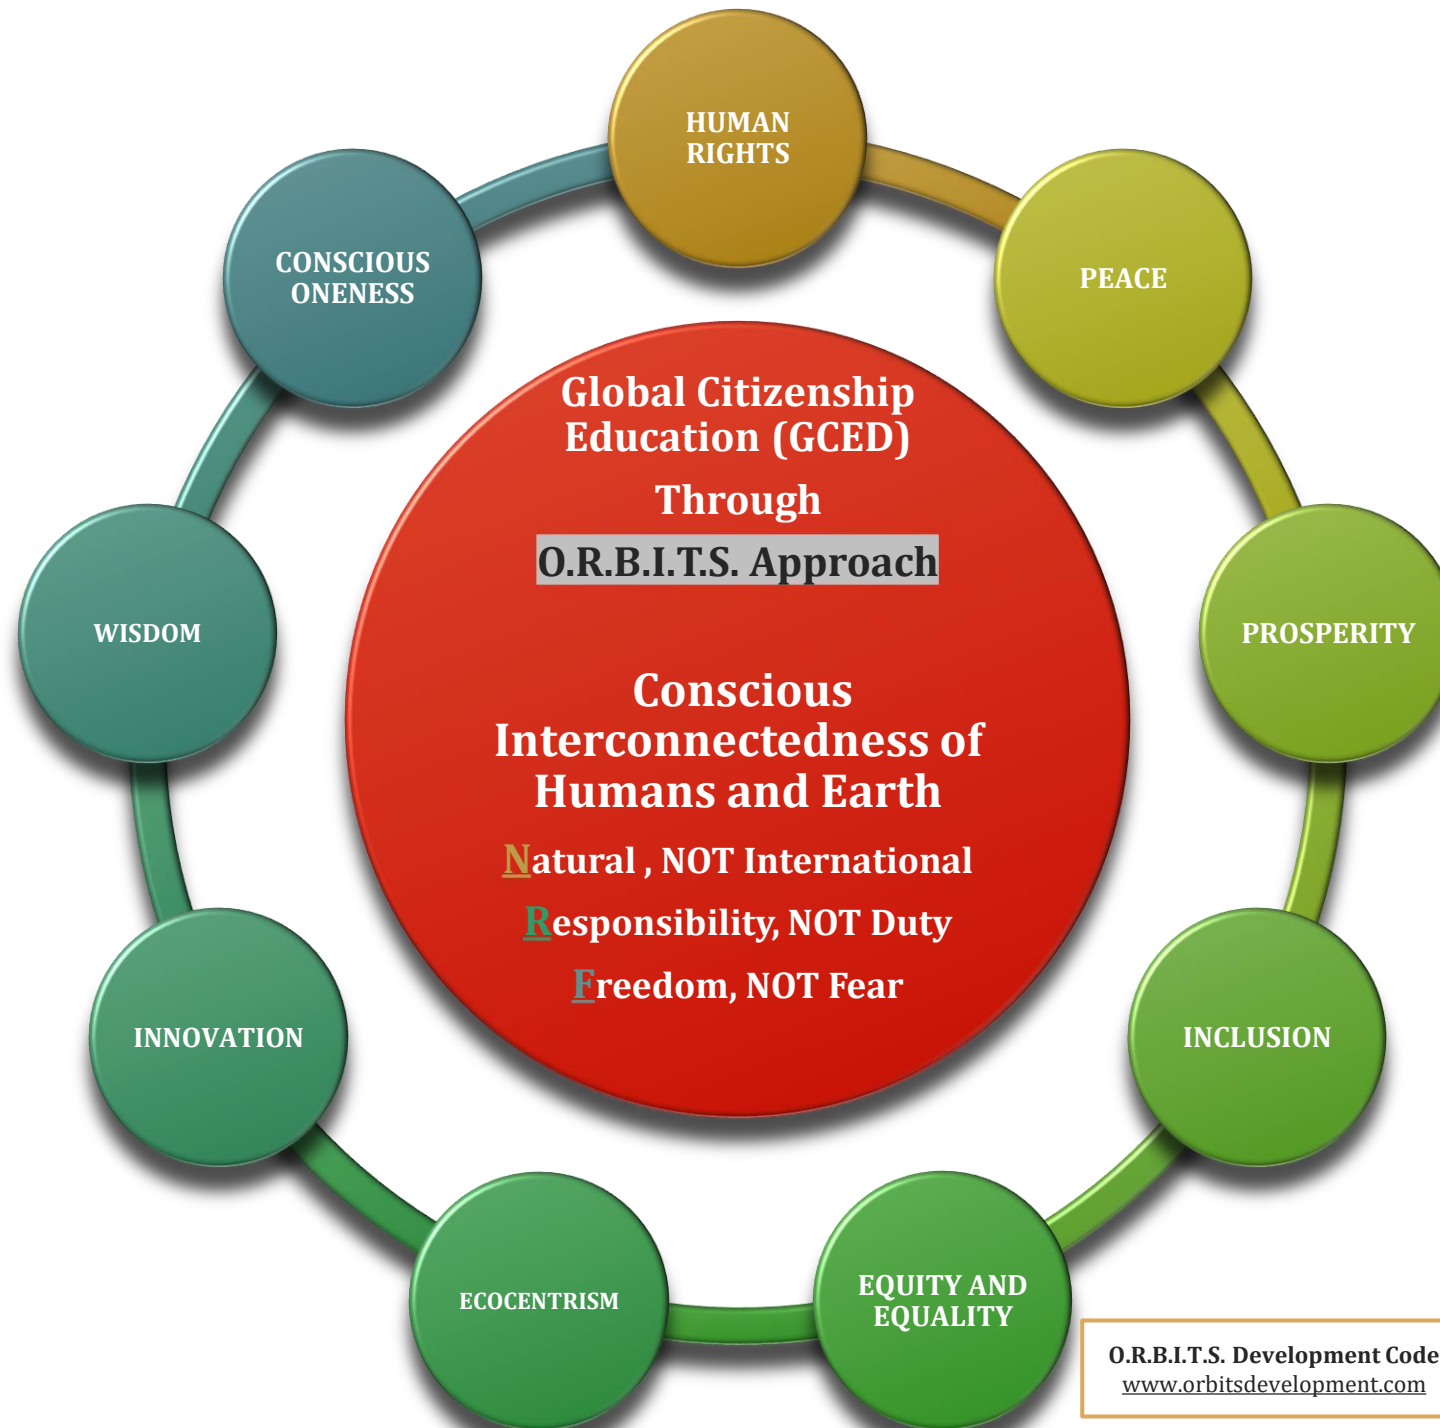 HUMAN
RIGHTS
PEACE
PROSPERITY
INCLUSION
EQUITY AND
EQUALITY
ECOCENTRISM
INNOVATION
WISDOM
CONSCIOUS
ONENESS
Global Citizenship
Education (GCED)
Through
O.R.B.I.T.S. Approach
Conscious
Interconnectedness of
Humans and Earth
Natural , NOT International
Responsibility, NOT Duty
Freedom, NOT Fear
O.R.B.I.T.S. Development Code
www.orbitsdevelopment.com